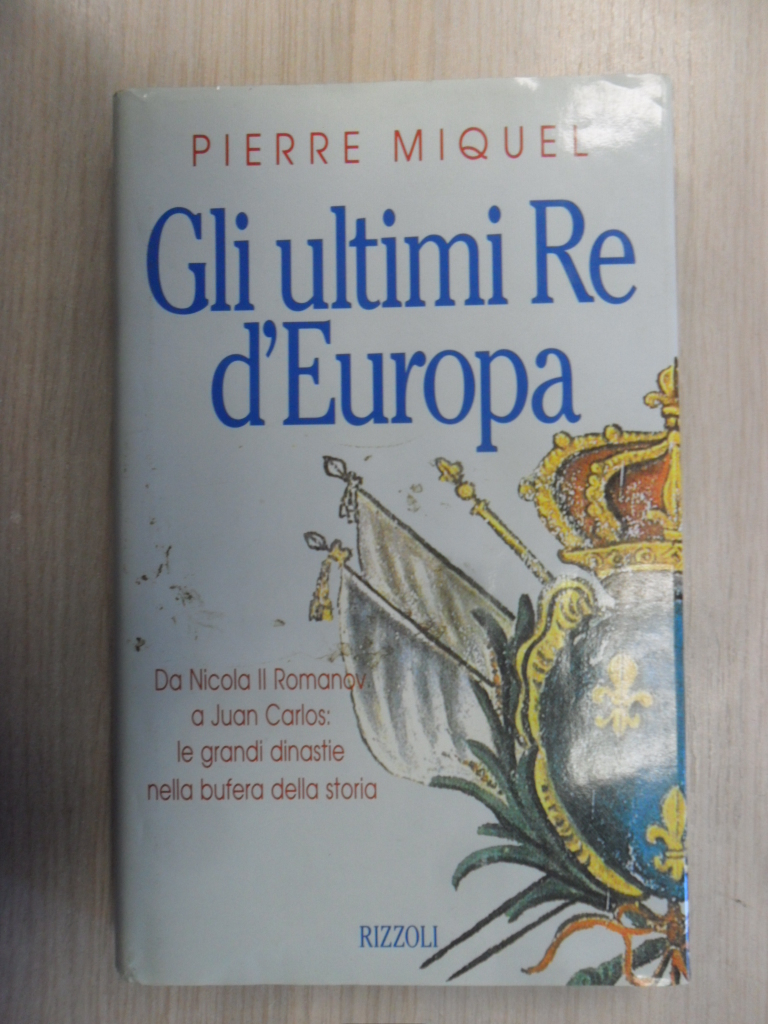 PIERRE MIQUEL
Gli ultimi Re
d'Europa
Da Nicola II Romanov
a Juan Carlos:
le grandi dinastie
nella bufera della storia
RIZZOLI